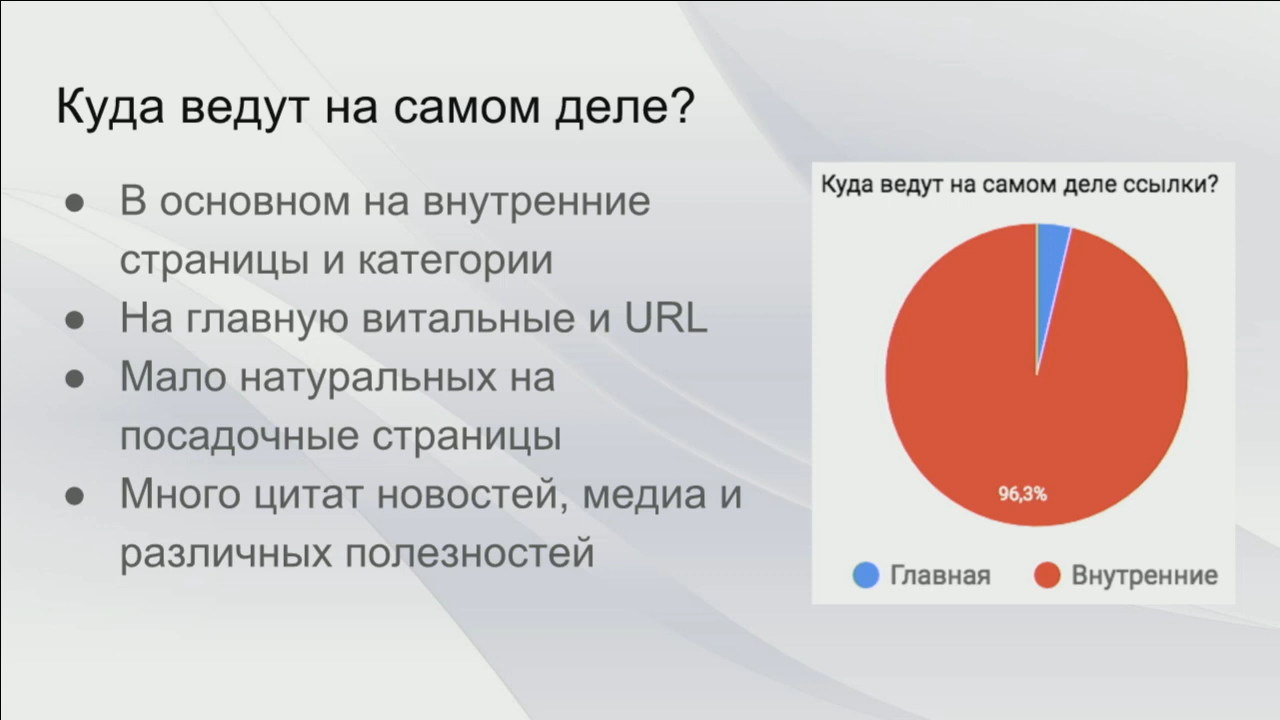 Куда ведут на самом деле?
● В основном на внутренние
страницы и категории
● На главную витальные и URL
● Мало натуральных на
посадочные страницы
● Много цитат новостей, медиа и
различных полезностей
Куда ведут на самом деле ссылки?
96,3%
Главная
Внутренние